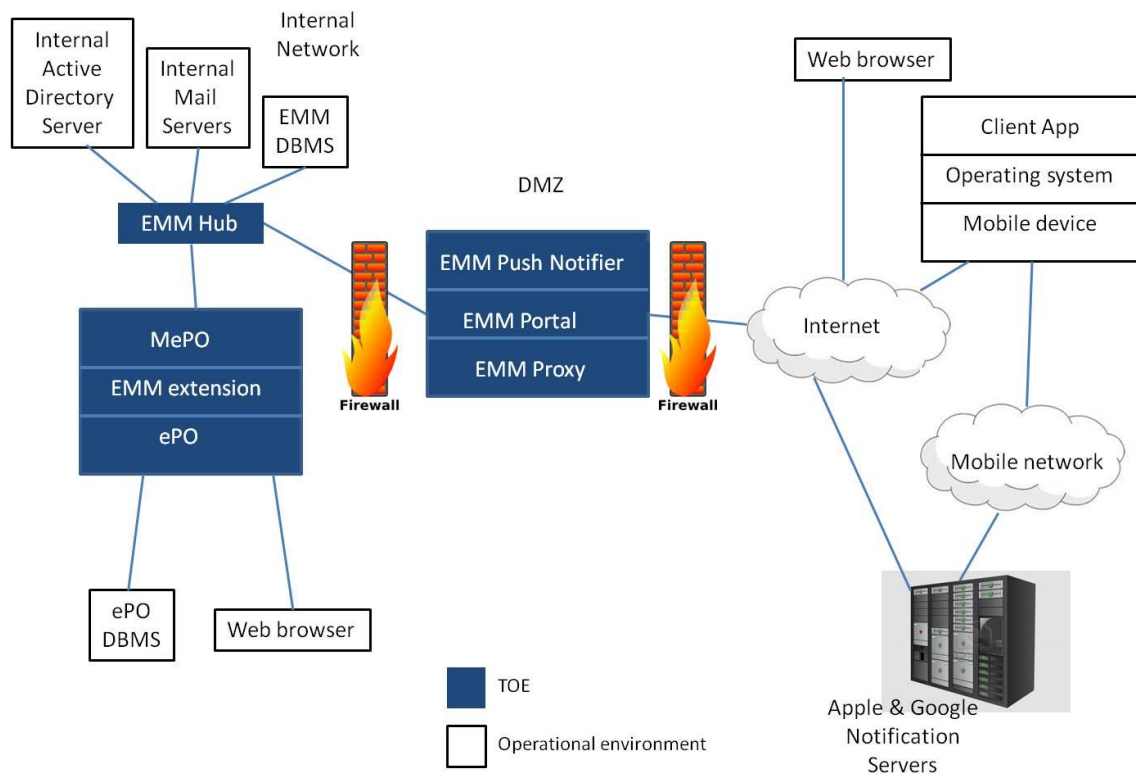 Internal
Active
Directory
Server
Internal
Mail
Servers
Internal
Network
EMM
DBMS
EMM Hub
MePO
EMM extension
ePO
ePO
DBMS
Web browser
Firewall
DMZ
EMM Push Notifier
EMM Portal
EMM Proxy
Firewall
Web browser
Client App
Operating system
Mobile device
Internet
Mobile network
Apple & Google
Notification
Servers
TOE
Operational environment